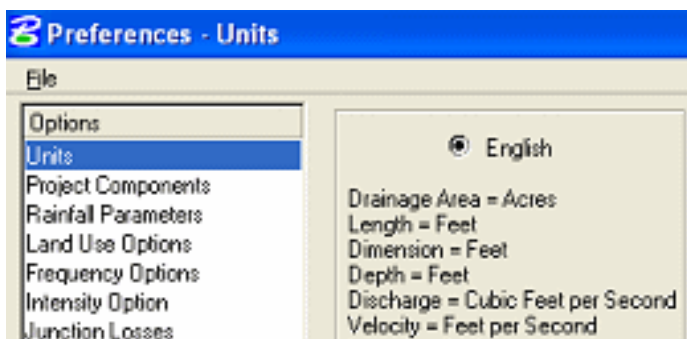 Preferences - Units
File
Options
Units
Project Components
Rainfall Parameters
Land Use Options
Frequency Options
Intensity Option
Junction Losses
English
Drainage Area = Acres
Length = Feet
Dimension = Feet
Depth = Feet
Discharge = Cubic Feet per Second
Velocity = Feet per Second